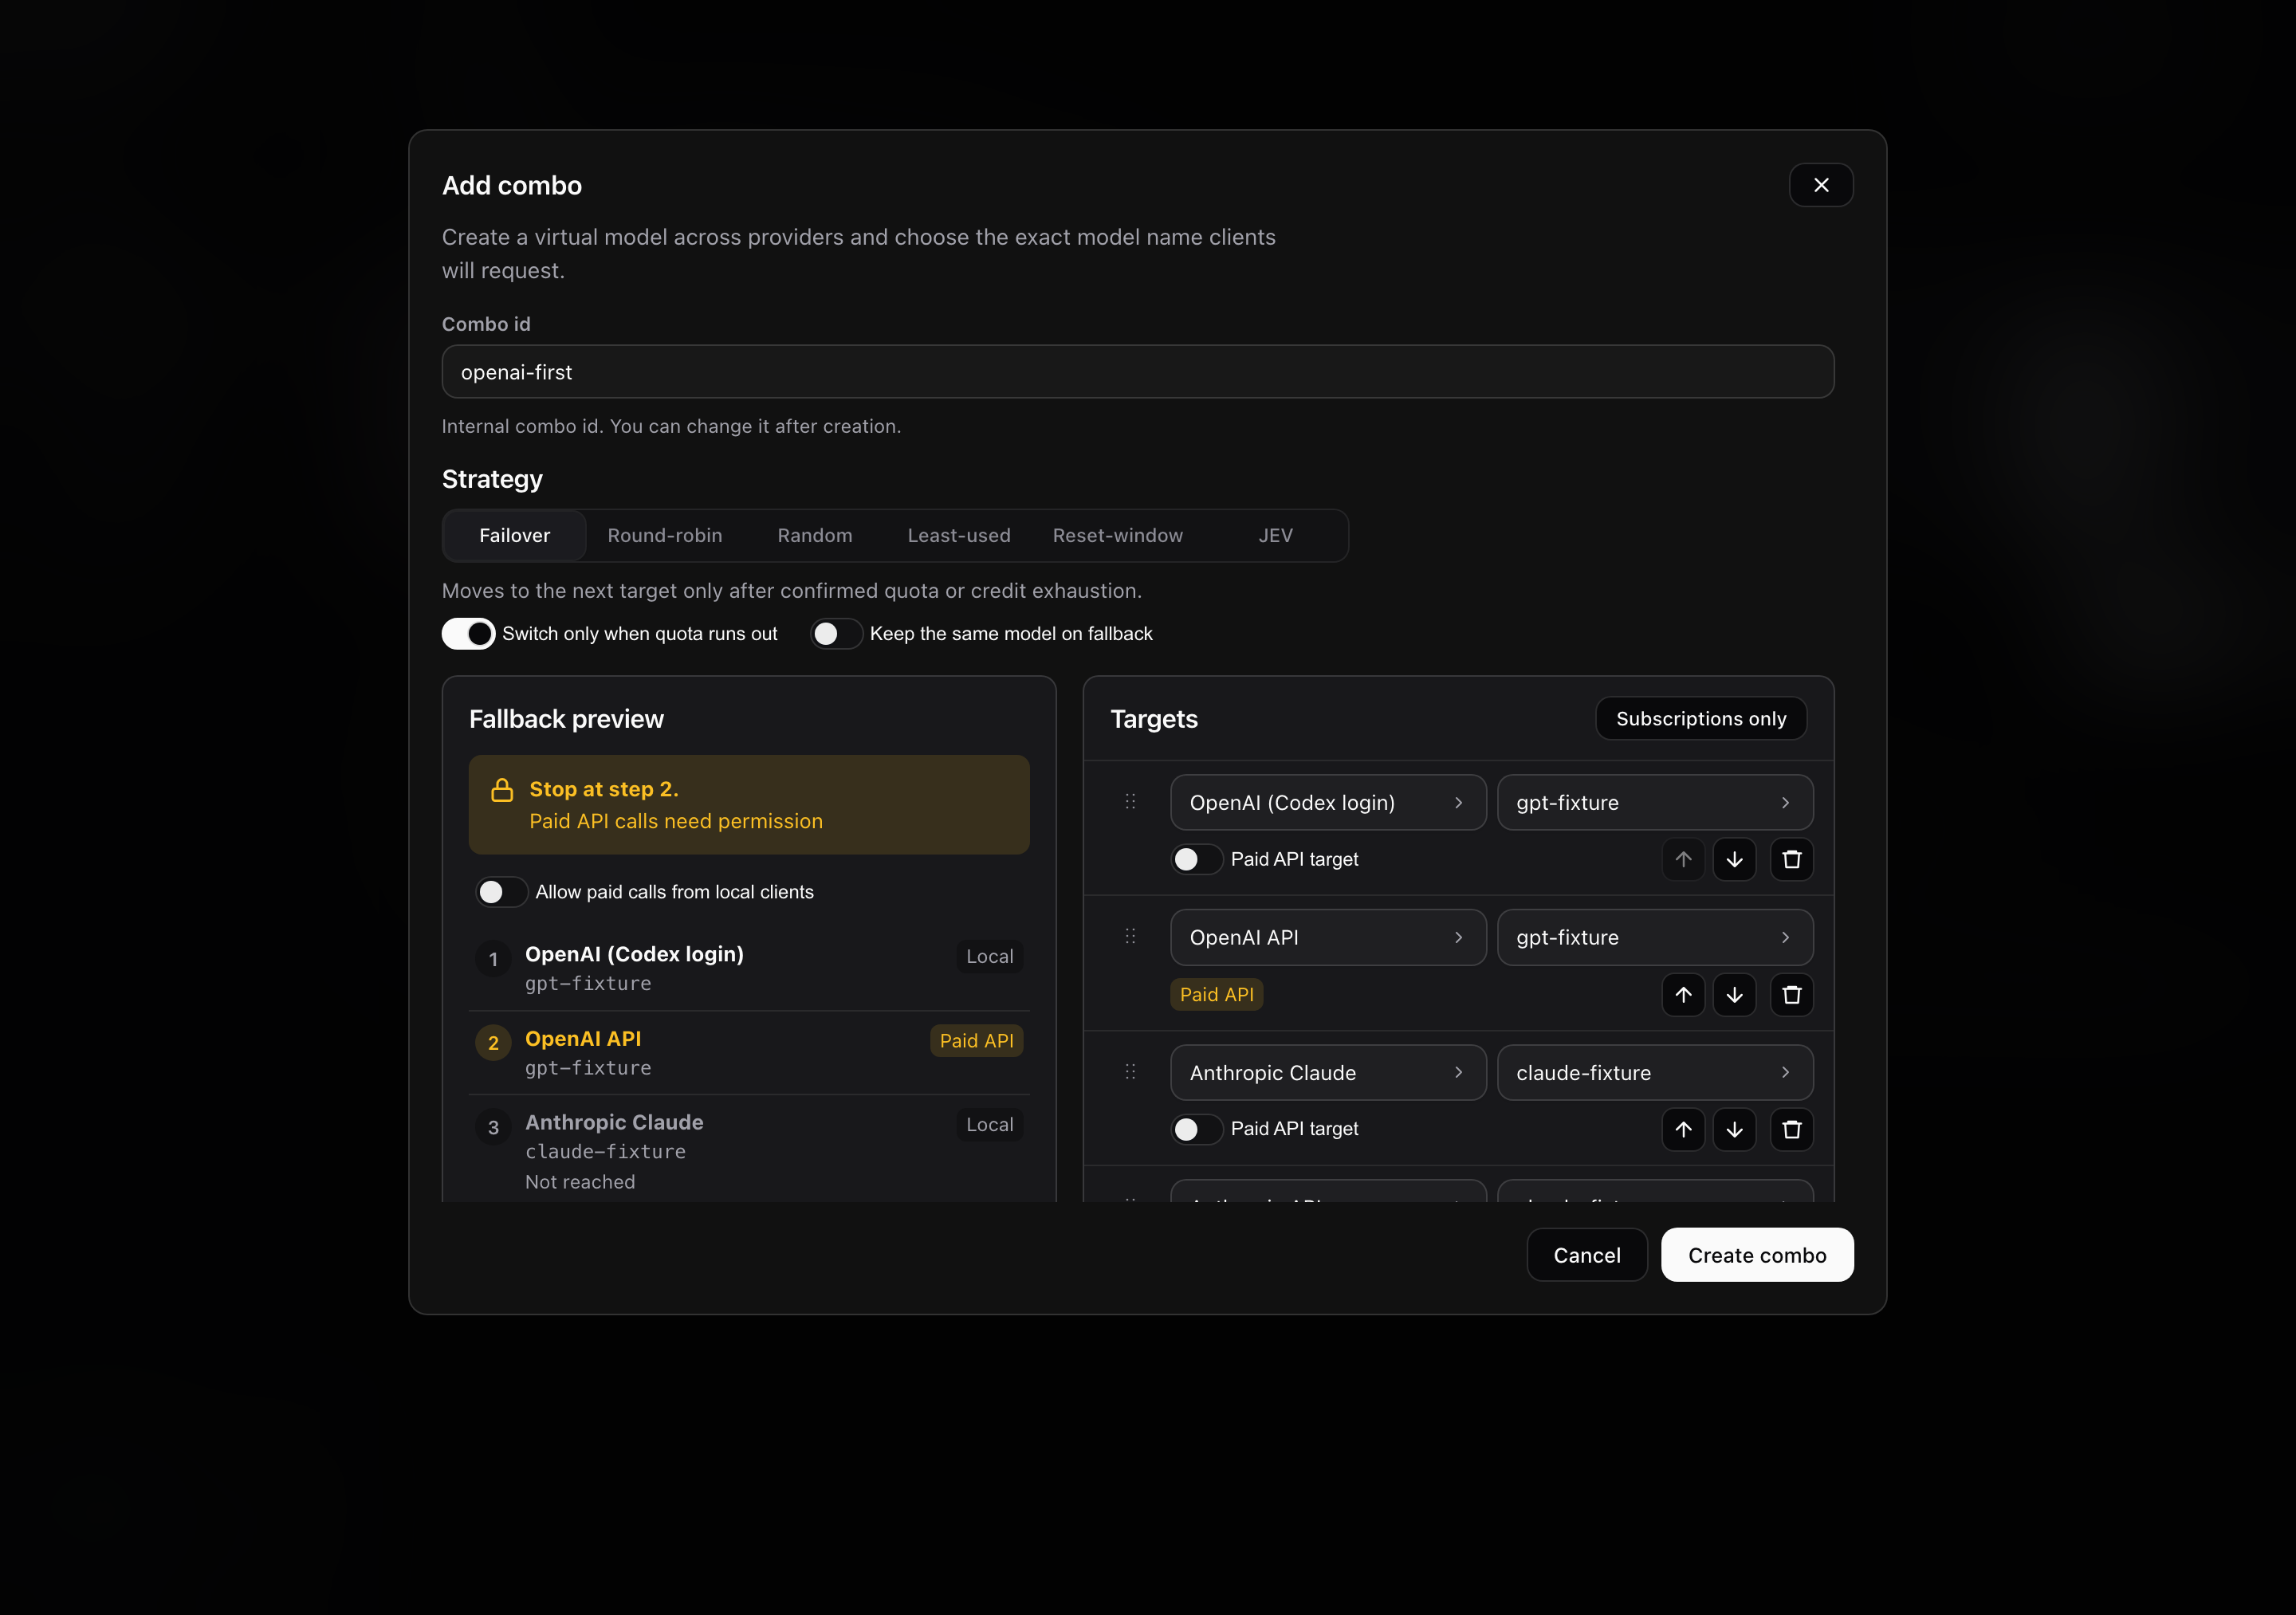 Add combo
Create a virtual model across providers and choose the exact model name clients
will request.
Combo id
openai-first
Internal combo id. You can change it after creation.
Strategy
Failover
Round-robin
Random
Least-used
Reset-window
JEV
Moves to the next target only after confirmed quota or credit exhaustion.
Switch only when quota runs out
Keep the same model on fallback
Fallback preview
Stop at step 2.
Paid API calls need permission
Allow paid calls from local clients
1
OpenAI (Codex login)
Local
gpt-fixture
2
OpenAI API
Paid API
gpt-fixture
3
Anthropic Claude
Local
claude-fixture
Not reached
Targets
Subscriptions only
OpenAI (Codex login)
gpt-fixture
Paid API target
OpenAI API
gpt-fixture
Paid API
Anthropic Claude
claude-fixture
Paid API target
Cancel
Create combo